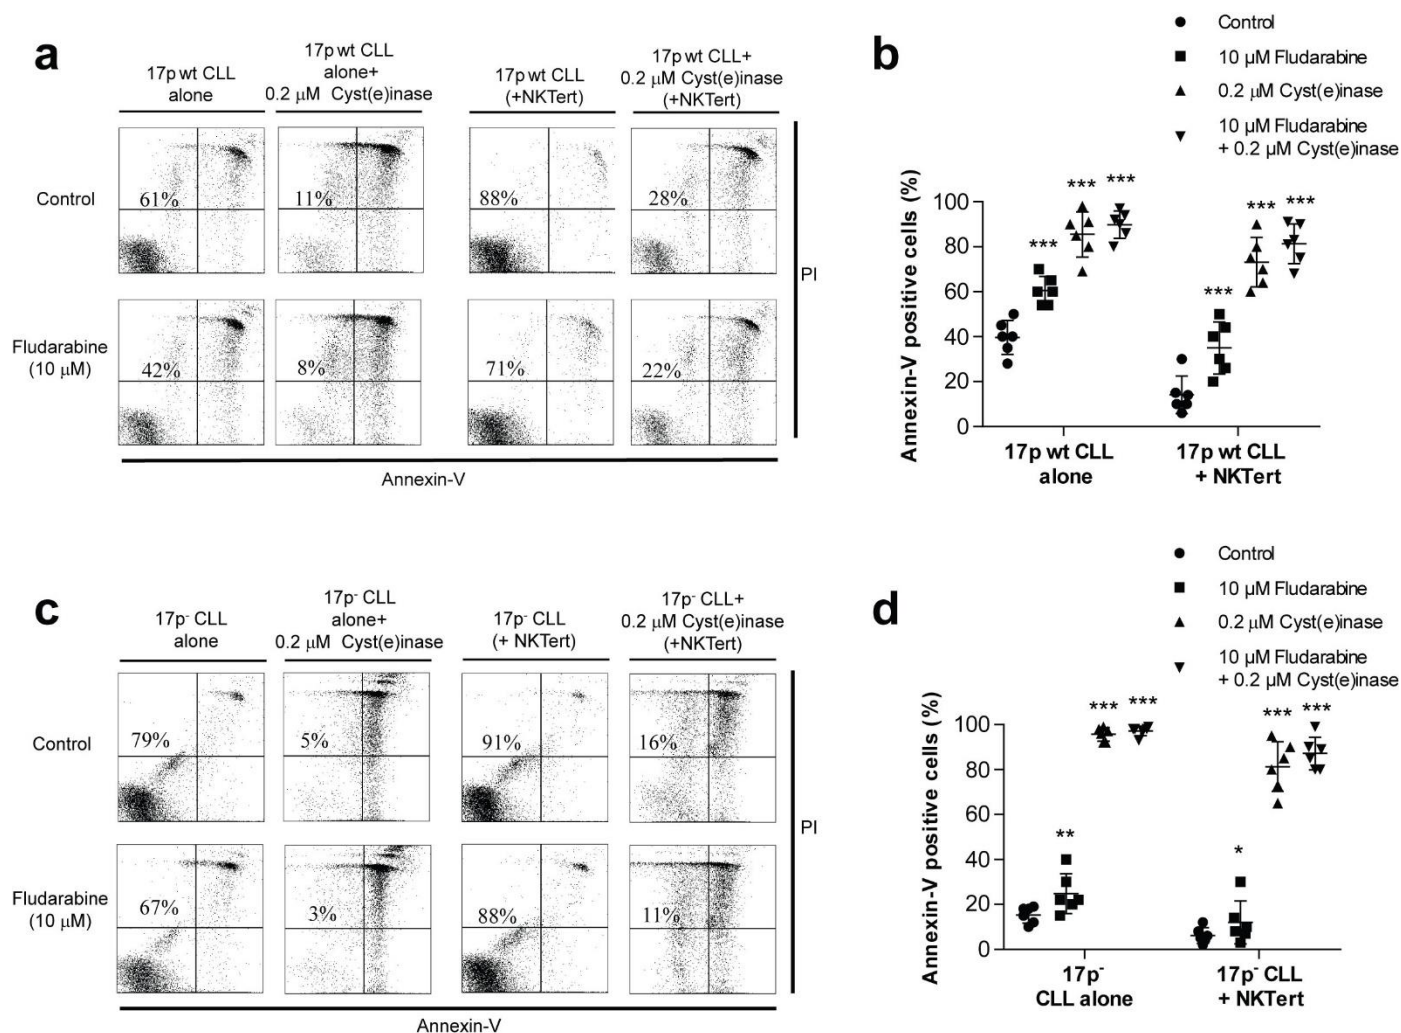 a
17p wt CLL
alone
17p wt CLL
alone+
0.2 μM Cyst(e)inase
17p wt CLL
(+NKTert)
17p wt CLL+
0.2 μM Cyst(e)inase
(+NKTert)
Control
61%
11%
88%
28%
Fludarabine
(10 μM)
42%
8%
71%
22%
PI
Annexin-V
b
Control
10 μM Fludarabine
0.2 μM Cyst(e)inase
10 μM Fludarabine
+ 0.2 μM Cyst(e)inase
Annexin-V positive cells (%)
100
80
60
40
20
0
***
***
***
***
***
***
17p wt CLL
alone
17p wt CLL
+ NKTert
c
17p- CLL
alone
17p- CLL
alone+
0.2 μM Cyst(e)inase
17p- CLL
(+ NKTert)
17p- CLL+
0.2 μM Cyst(e)inase
(+NKTert)
Control
79%
5%
91%
16%
Fludarabine
(10 μM)
67%
3%
88%
11%
PI
Annexin-V
d
Control
10 μM Fludarabine
0.2 μM Cyst(e)inase
10 μM Fludarabine
+ 0.2 μM Cyst(e)inase
Annexin-V positive cells (%)
100
80
60
40
20
0
**
***
***
*
***
***
17p-
CLL alone
17p- CLL
+ NKTert